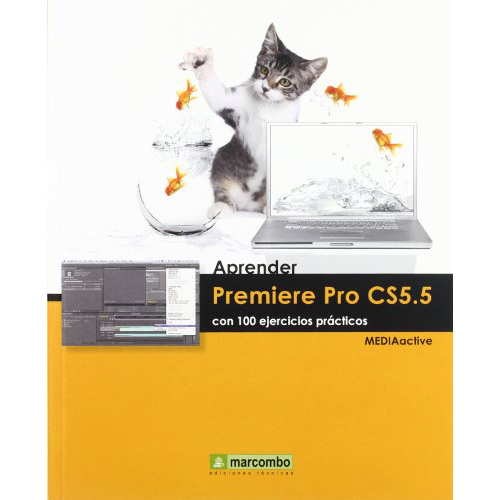 Aprender
Premiere Pro CS5.5
con 100 ejercicios prácticos
MEDIAactive
marcombo
ediciones técnicas